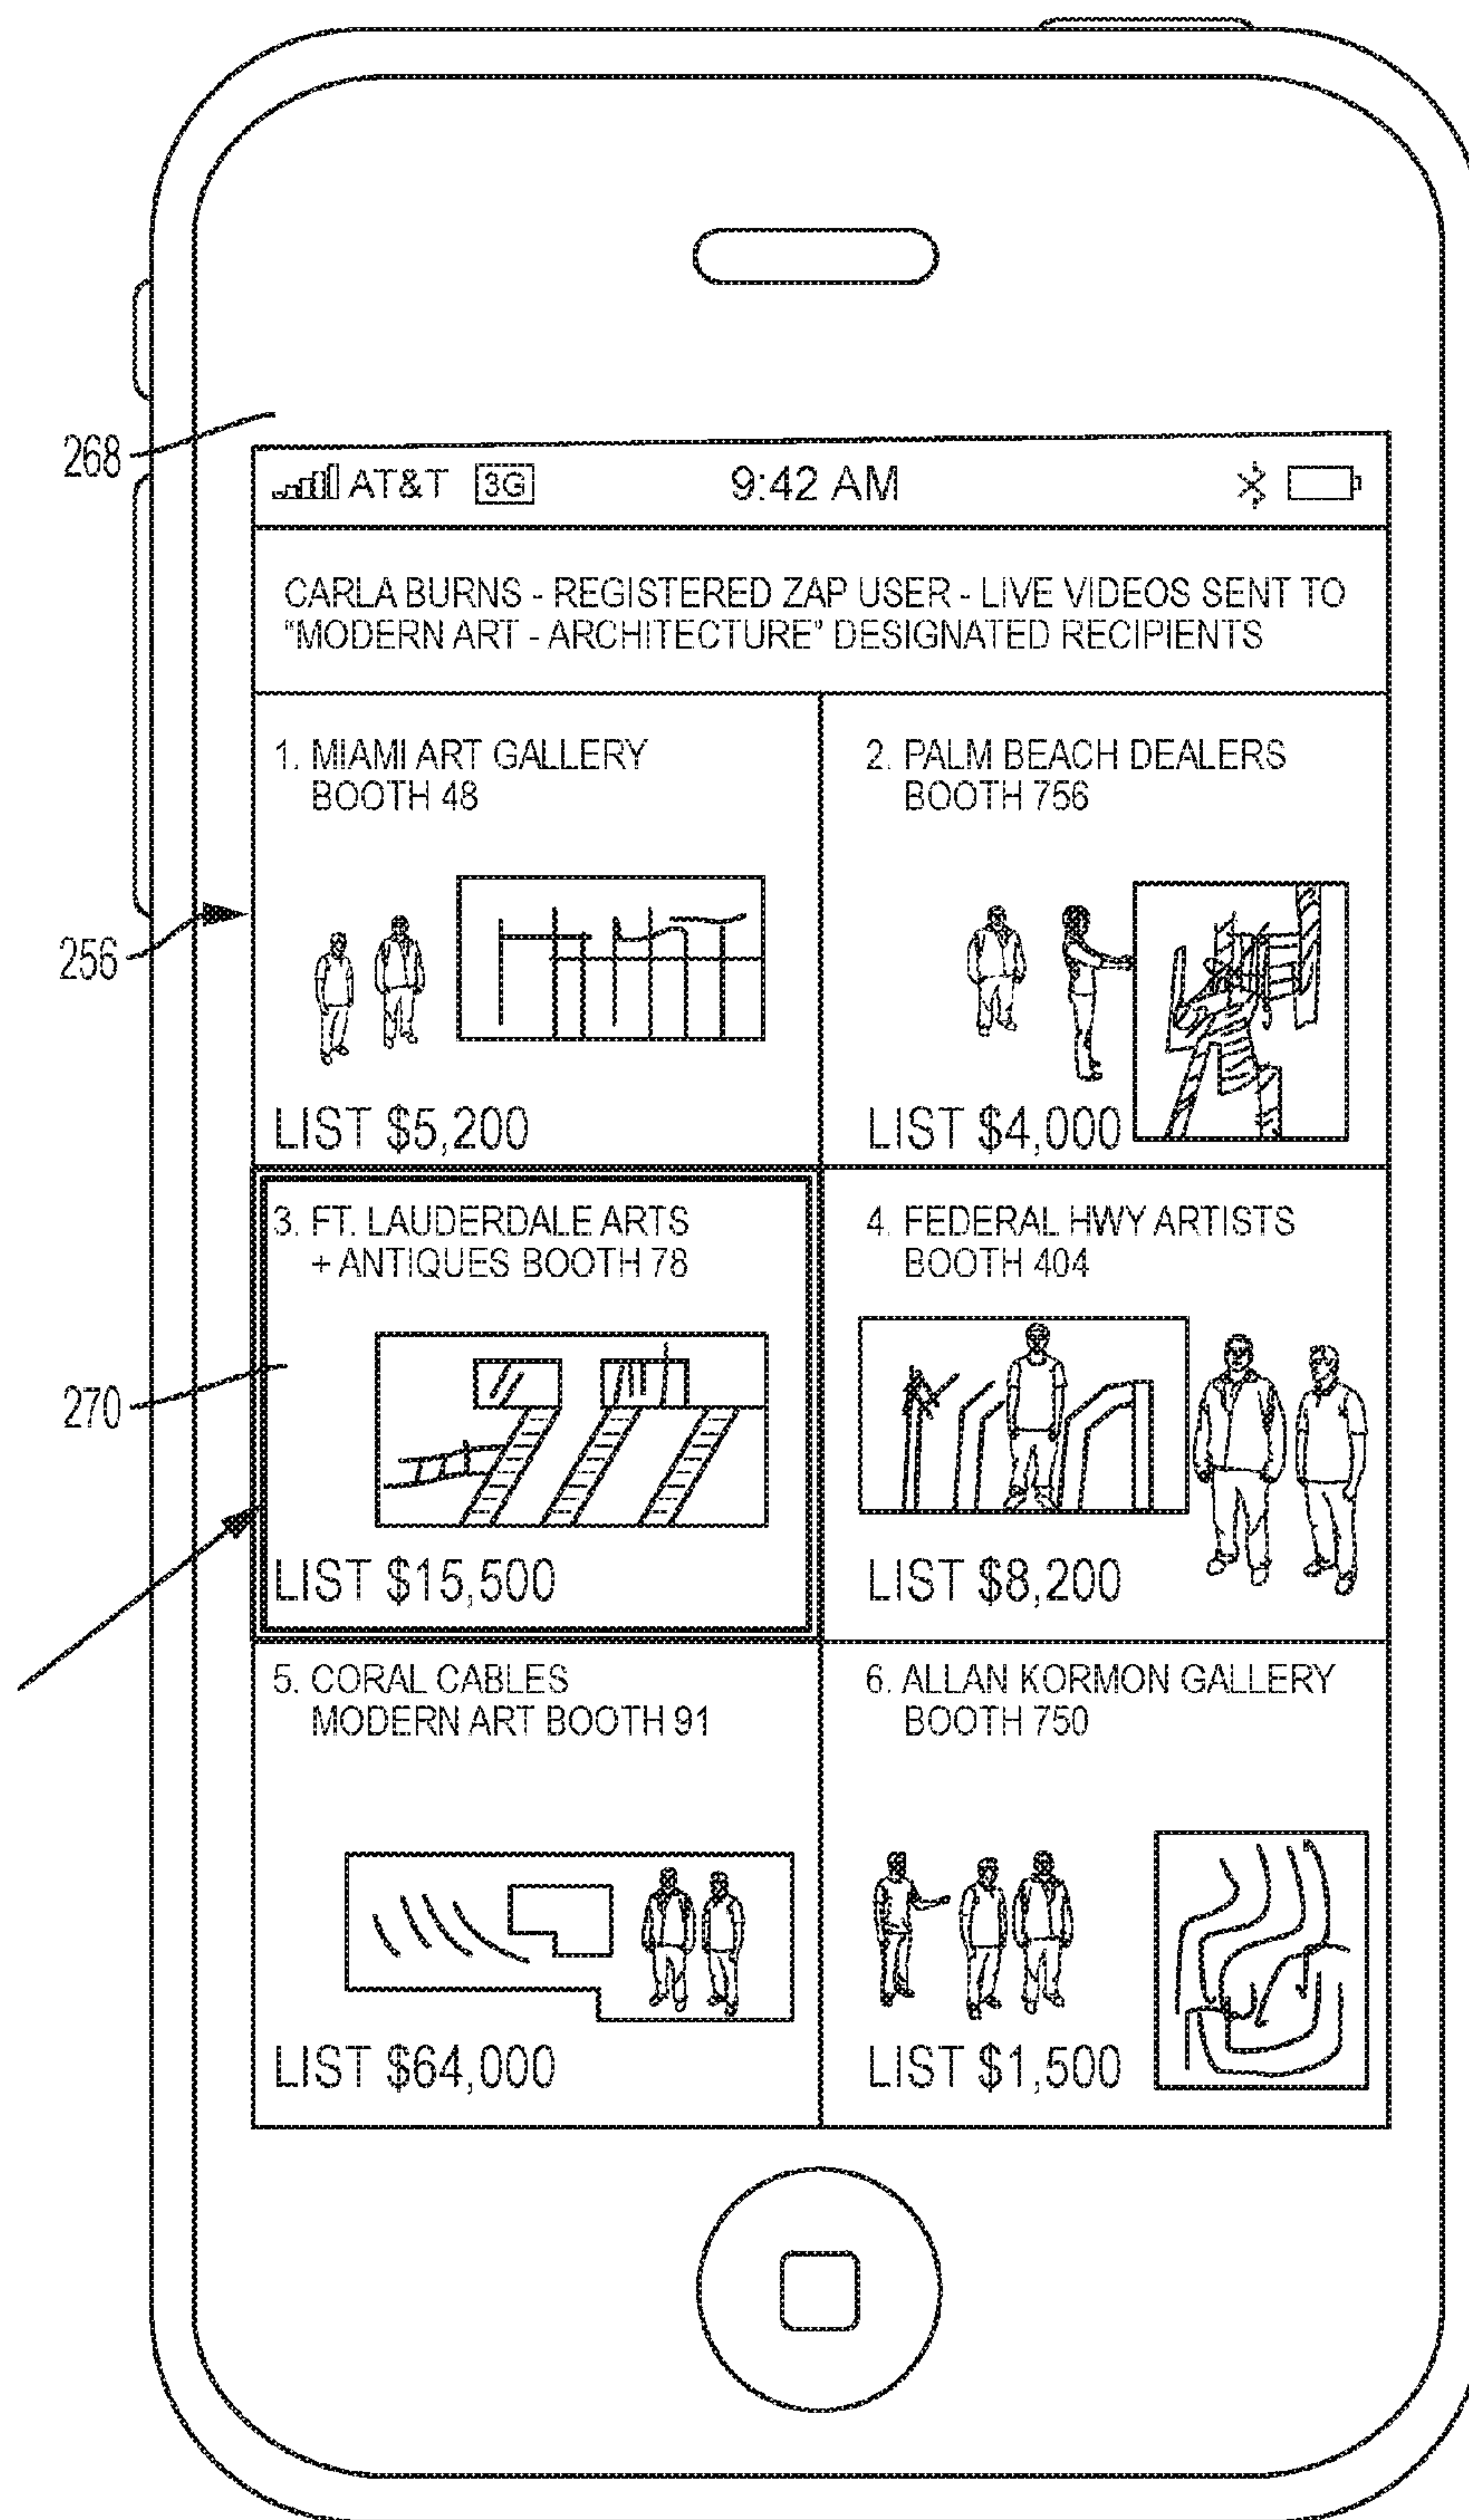 268
AT&T 3G 9:42 AM
CARLA BURNS - REGISTERED ZAP USER - LIVE VIDEOS SENT TO
"MODERN ART - ARCHITECTURE" DESIGNATED RECIPIENTS
1. MIAMI ART GALLERY
BOOTH 48
LIST $5,200
2. PALM BEACH DEALERS
BOOTH 756
LIST $4,000
256
3. FT. LAUDERDALE ARTS
+ ANTIQUES BOOTH 78
LIST $15,500
270
4. FEDERAL HWY ARTISTS
BOOTH 404
LIST $8,200
5. CORAL CABLES
MODERN ART BOOTH 91
LIST $64,000
6. ALLAN KORMON GALLERY
BOOTH 750
LIST $1,500